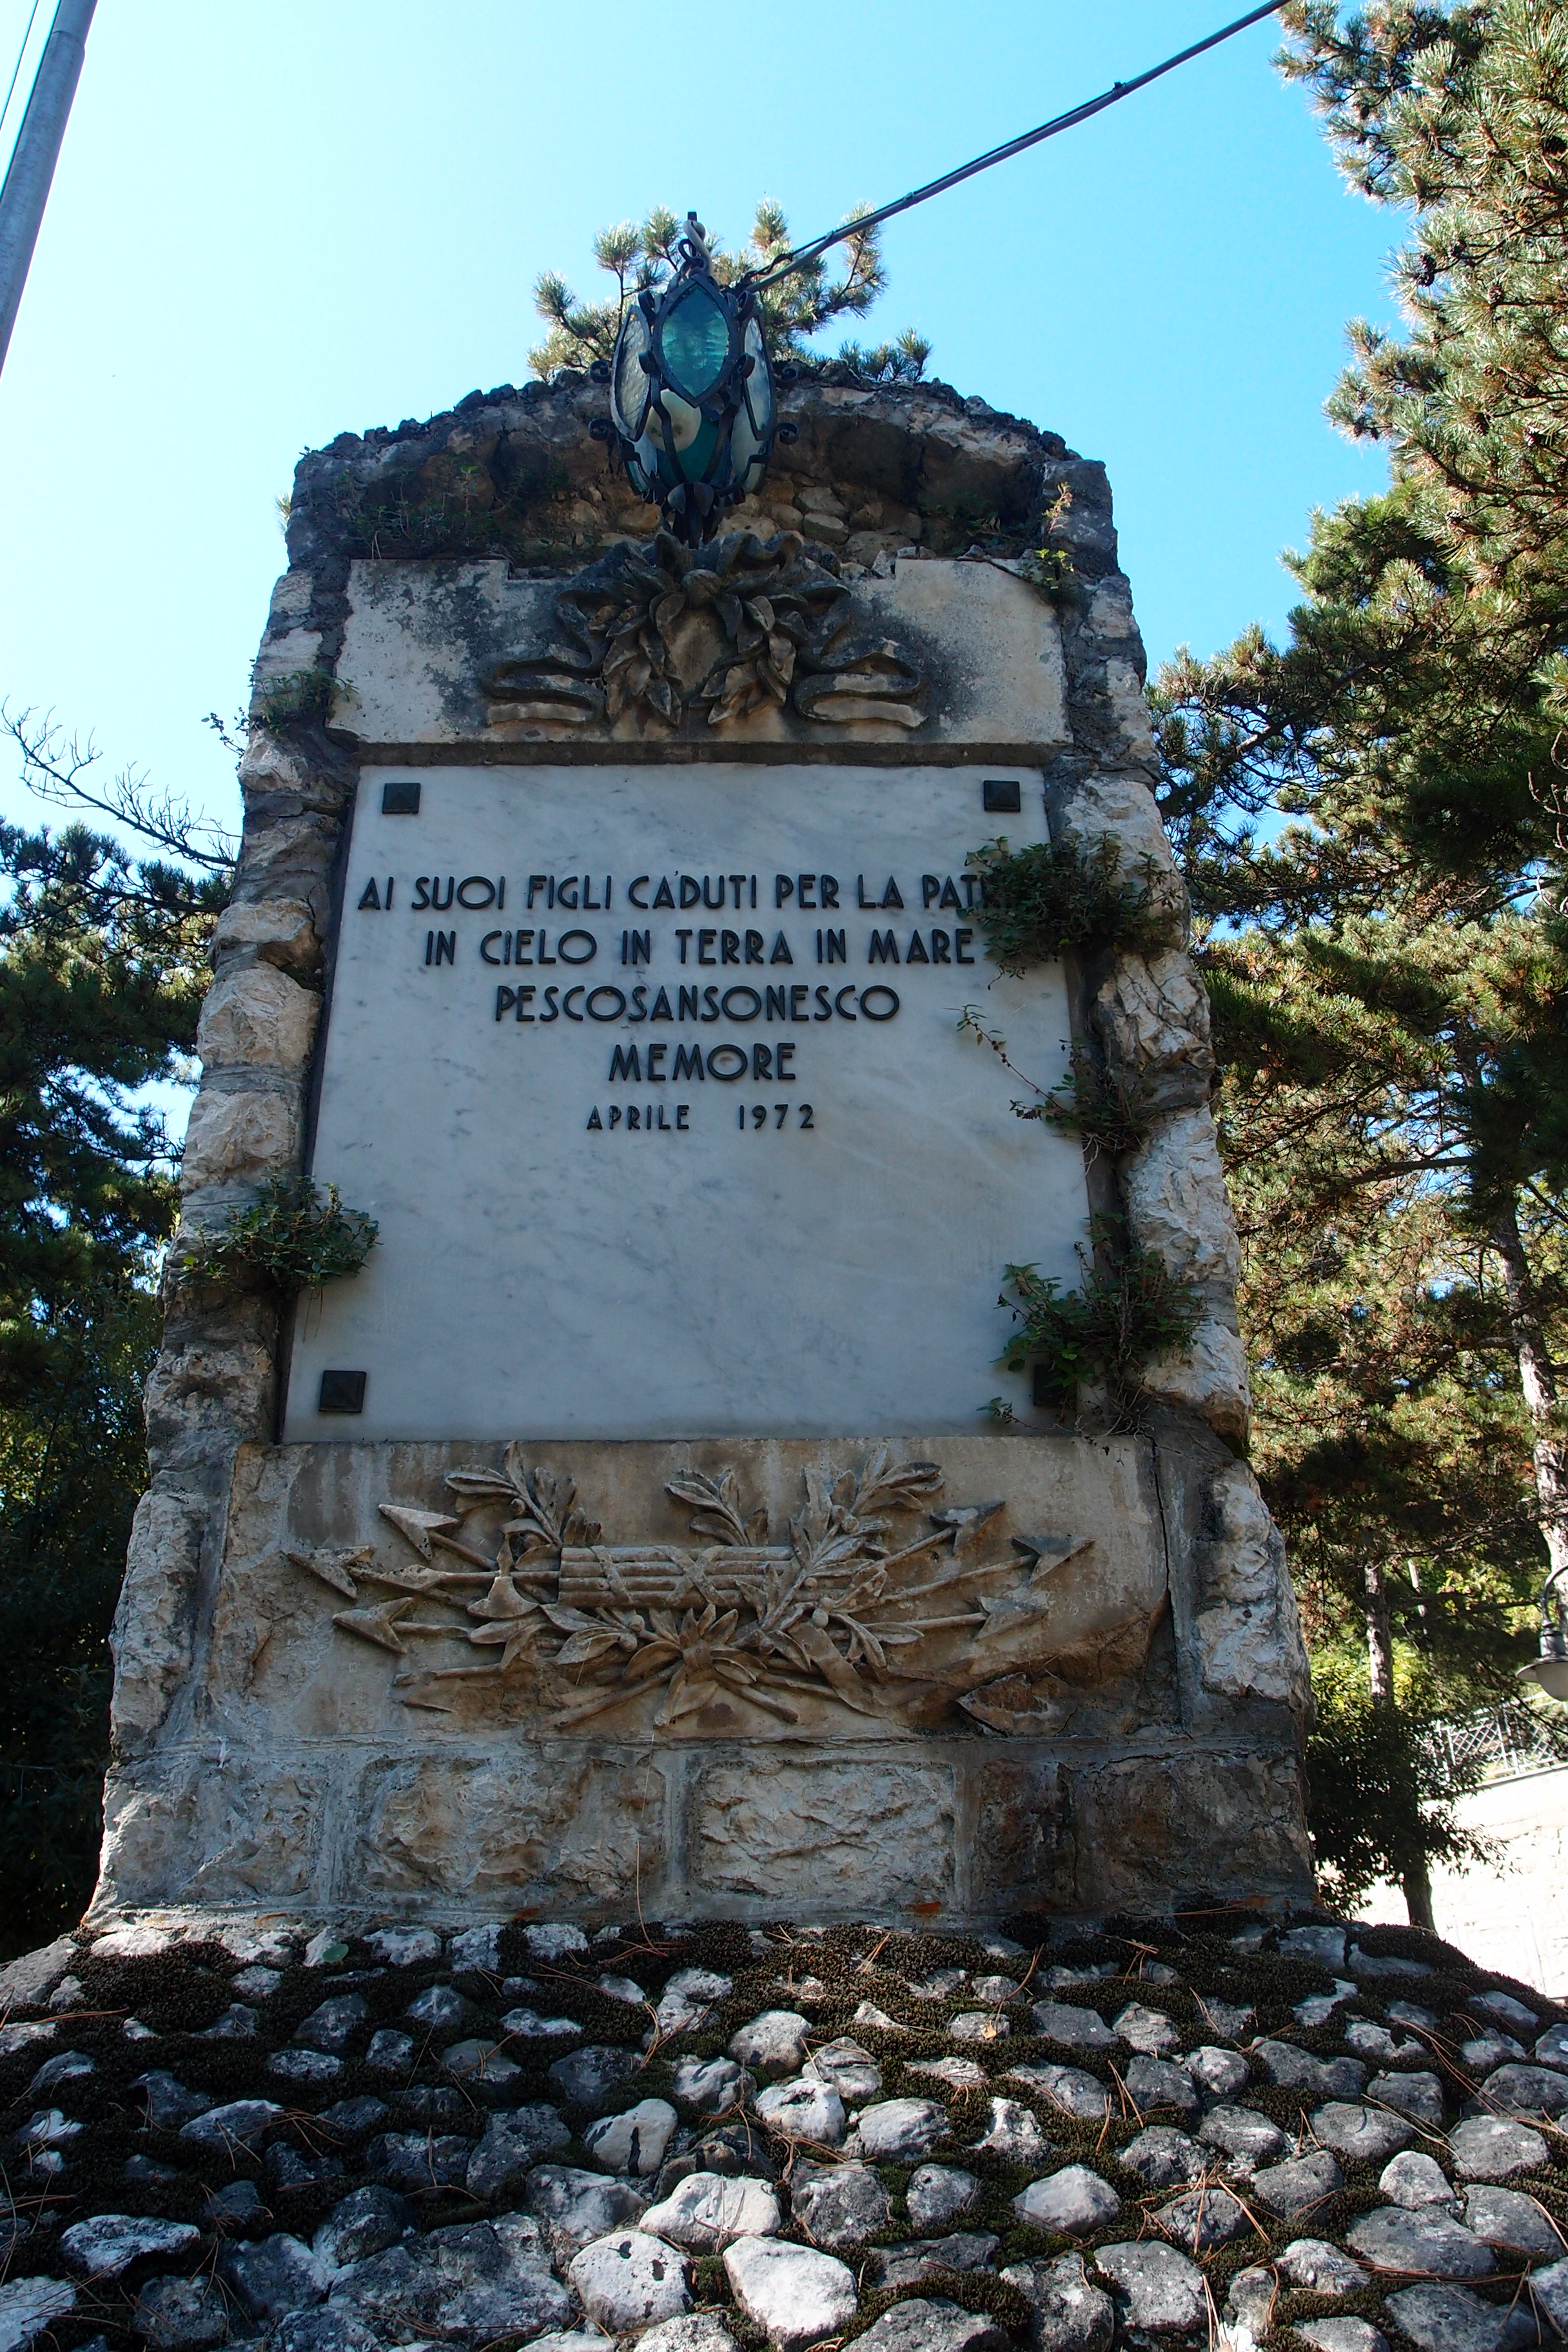 AI SUOI FIGLI CADUTI PER LA
IN CIELO IN TERRA IN MARE
PESCOSANSONESCO
MEMORE
APRILE 1972